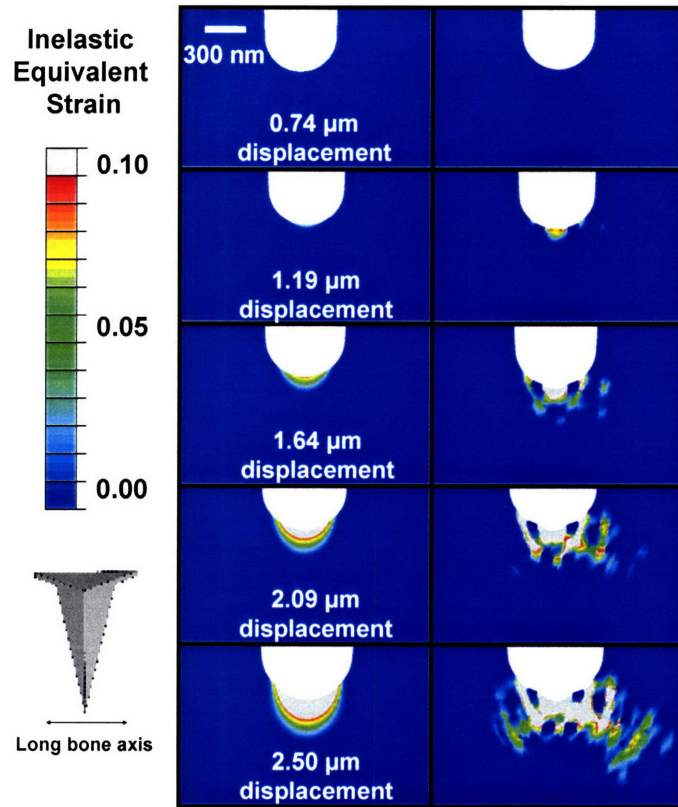 Inelastic
Equivalent
Strain
0.10
0.05
0.00
Long bone axis
300 nm
0.74 µm
displacement
1.19 µm
displacement
1.64 µm
displacement
2.09 µm
displacement
2.50 µm
displacement